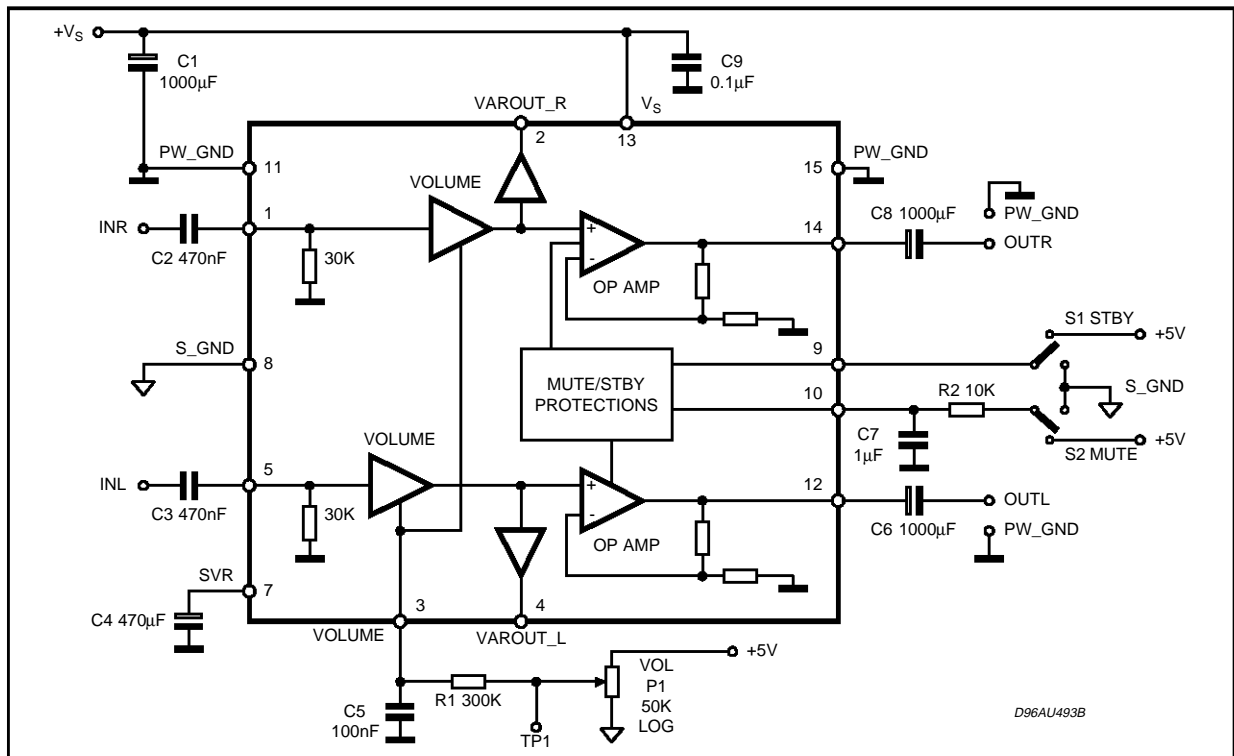 +VS
C1
1000µF
C9
0.1µF
VAROUT_R
VS
2
13
PW_GND
11
15
PW_GND
VOLUME
C8 1000µF
PW_GND
INR
1
14
OUTR
C2 470nF
30K
+
-
OP AMP
S1 STBY
+5V
S_GND
8
9
MUTE/STBY
PROTECTIONS
10
R2 10K
S_GND
VOLUME
C7
1µF
+5V
S2 MUTE
INL
5
12
OUTL
C3 470nF
30K
+
-
OP AMP
C6 1000µF
PW_GND
SVR
7
C4 470µF
3
4
VOLUME
VAROUT_L
+5V
R1 300K
VOL
P1
50K
LOG
C5
100nF
TP1
D96AU493B